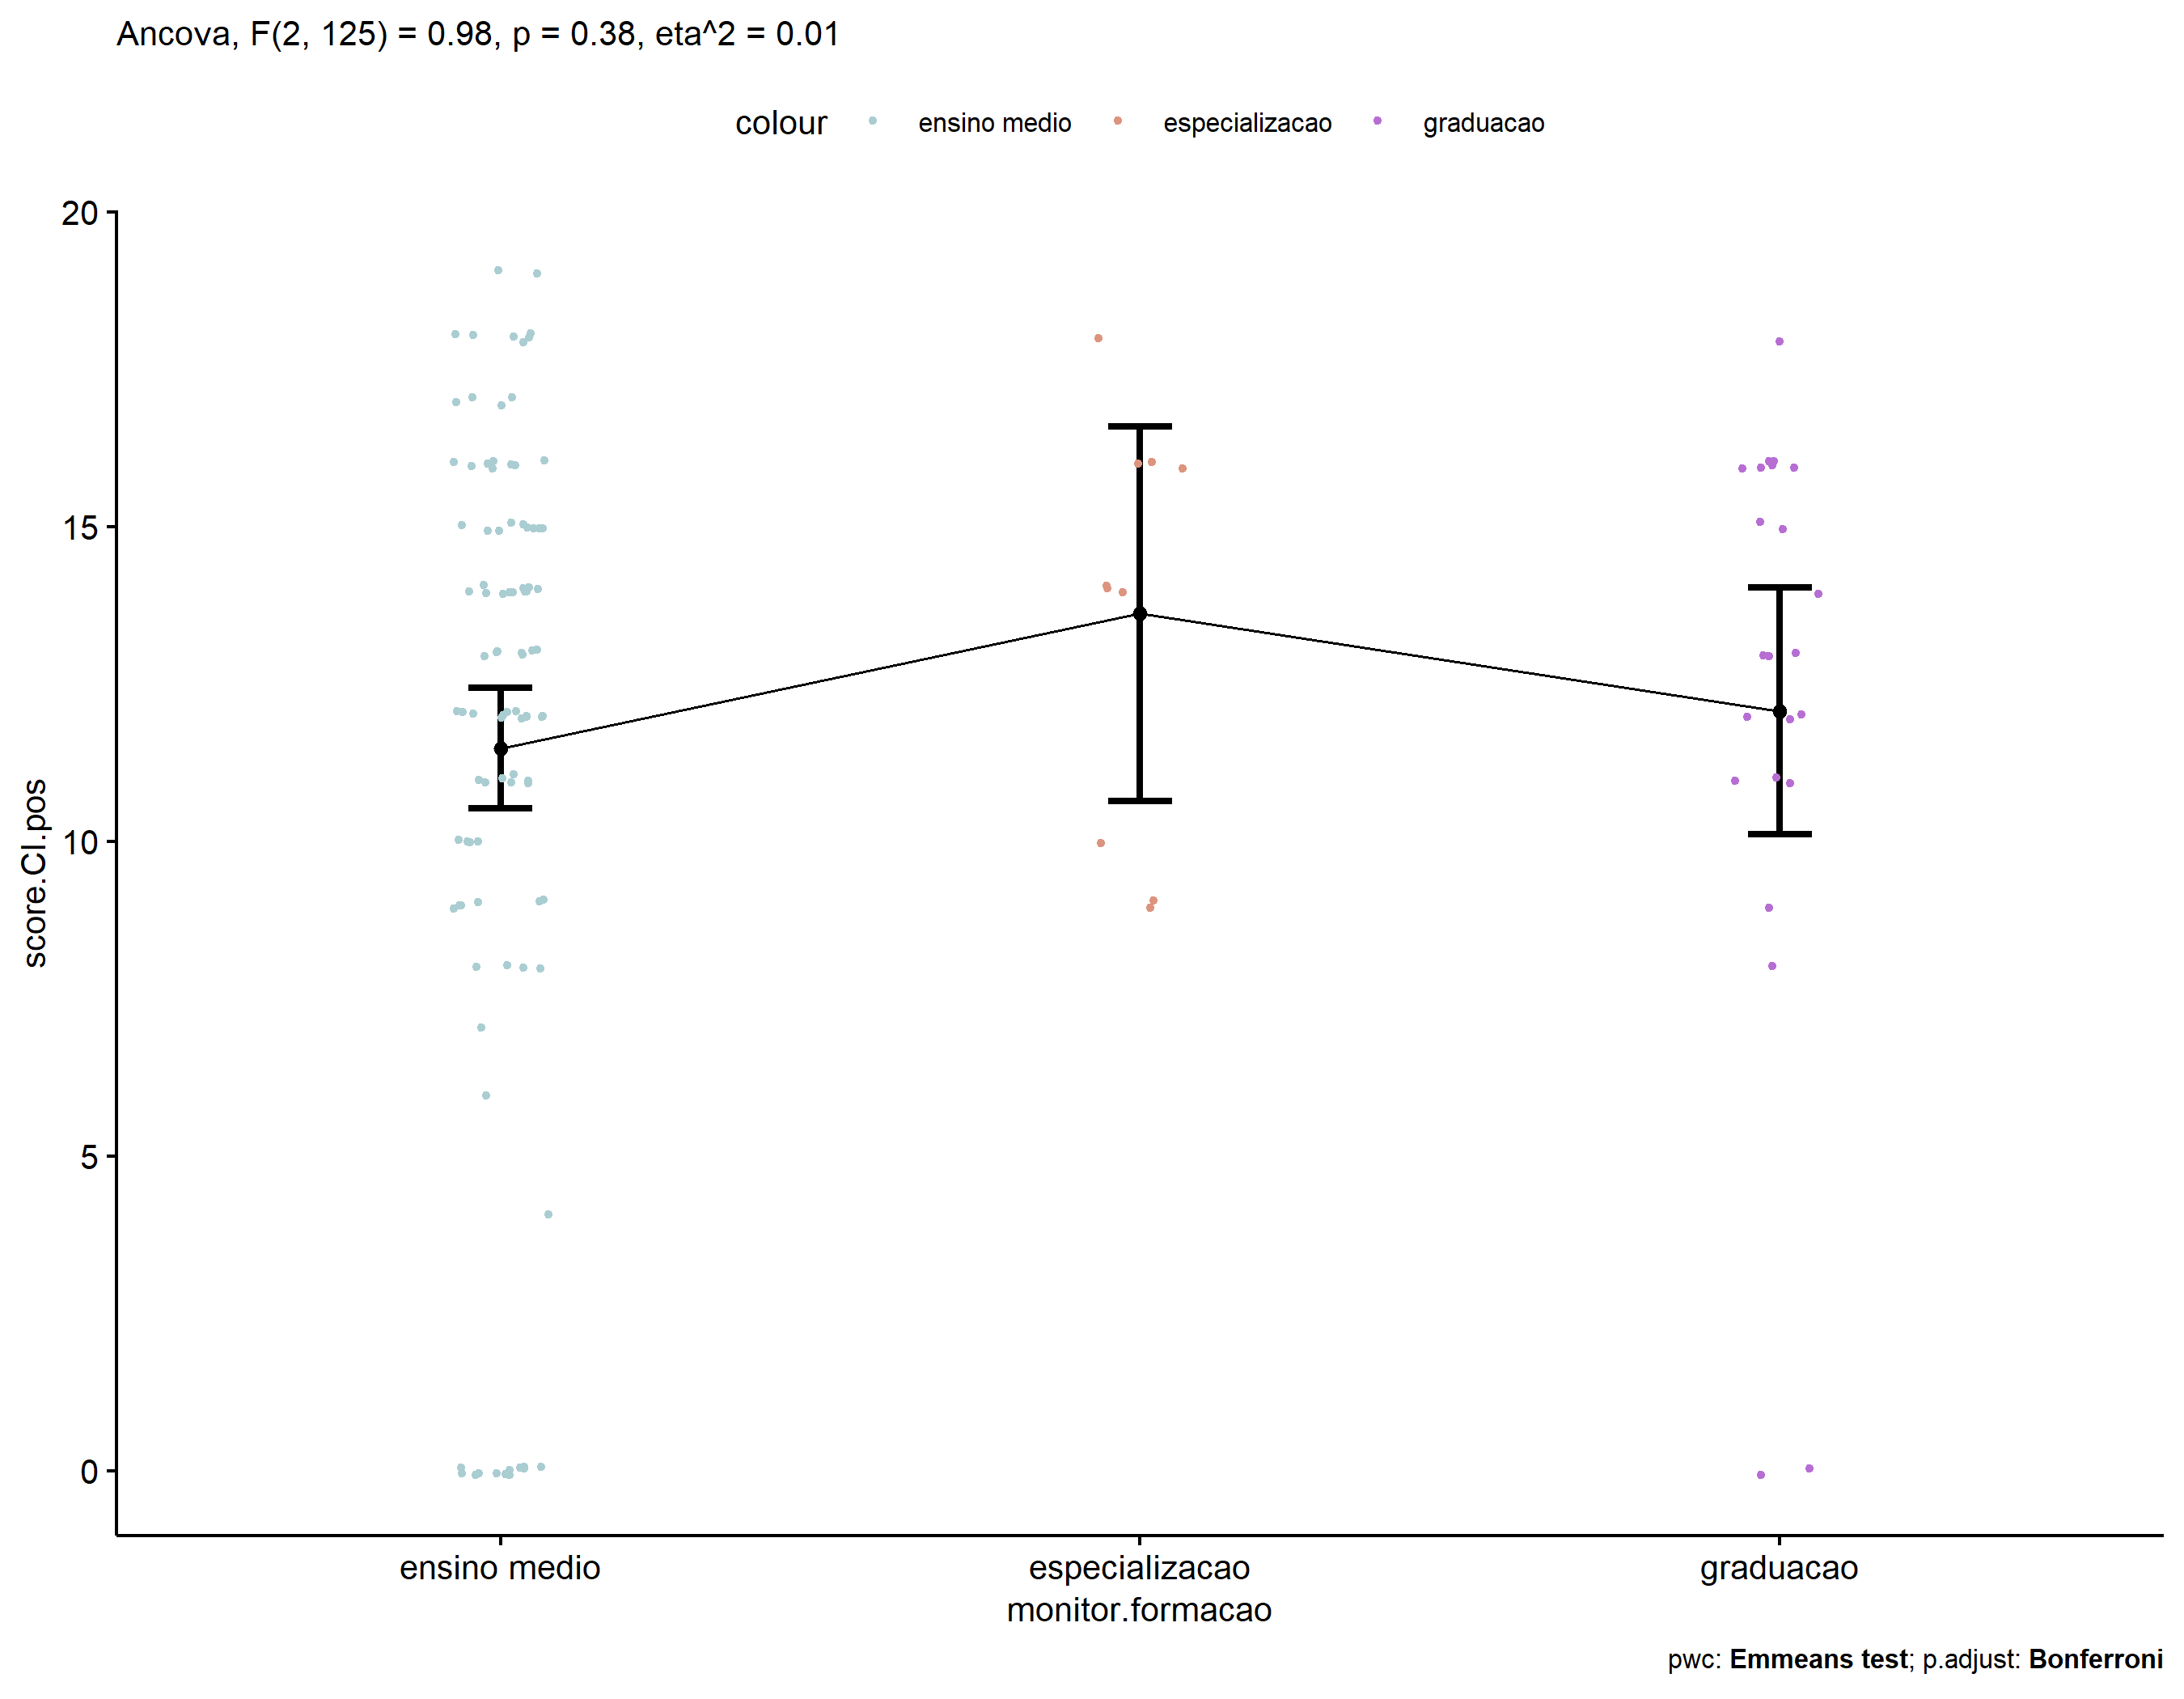 Ancova, F(2, 125) = 0.98, p = 0.38, eta^2 = 0.01
colour ensino medio especializacao graduacao
20
15
10
5
0
score.CI.pos
ensino medio especializacao graduacao
monitor.formacao
pwc: Emmeans test; p.adjust: Bonferroni